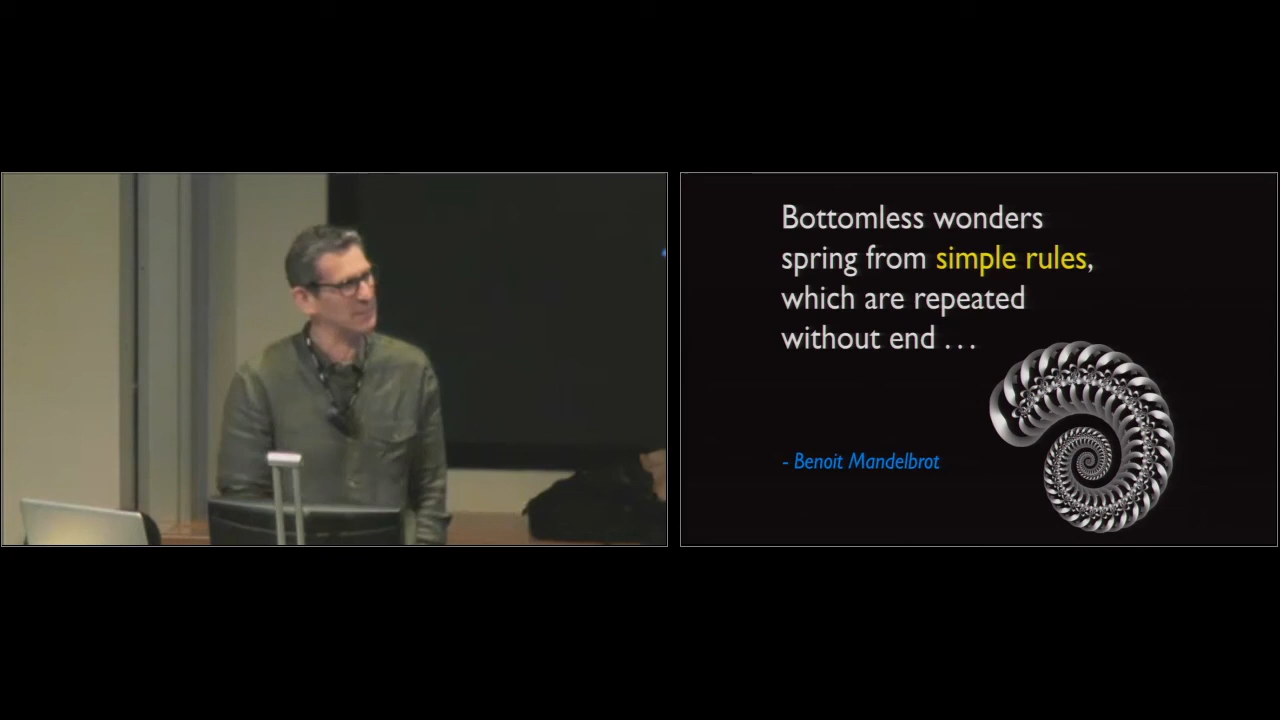 Bottomless wonders
spring from simple rules,
which are repeated
without end . . .
- Benoit Mandelbrot